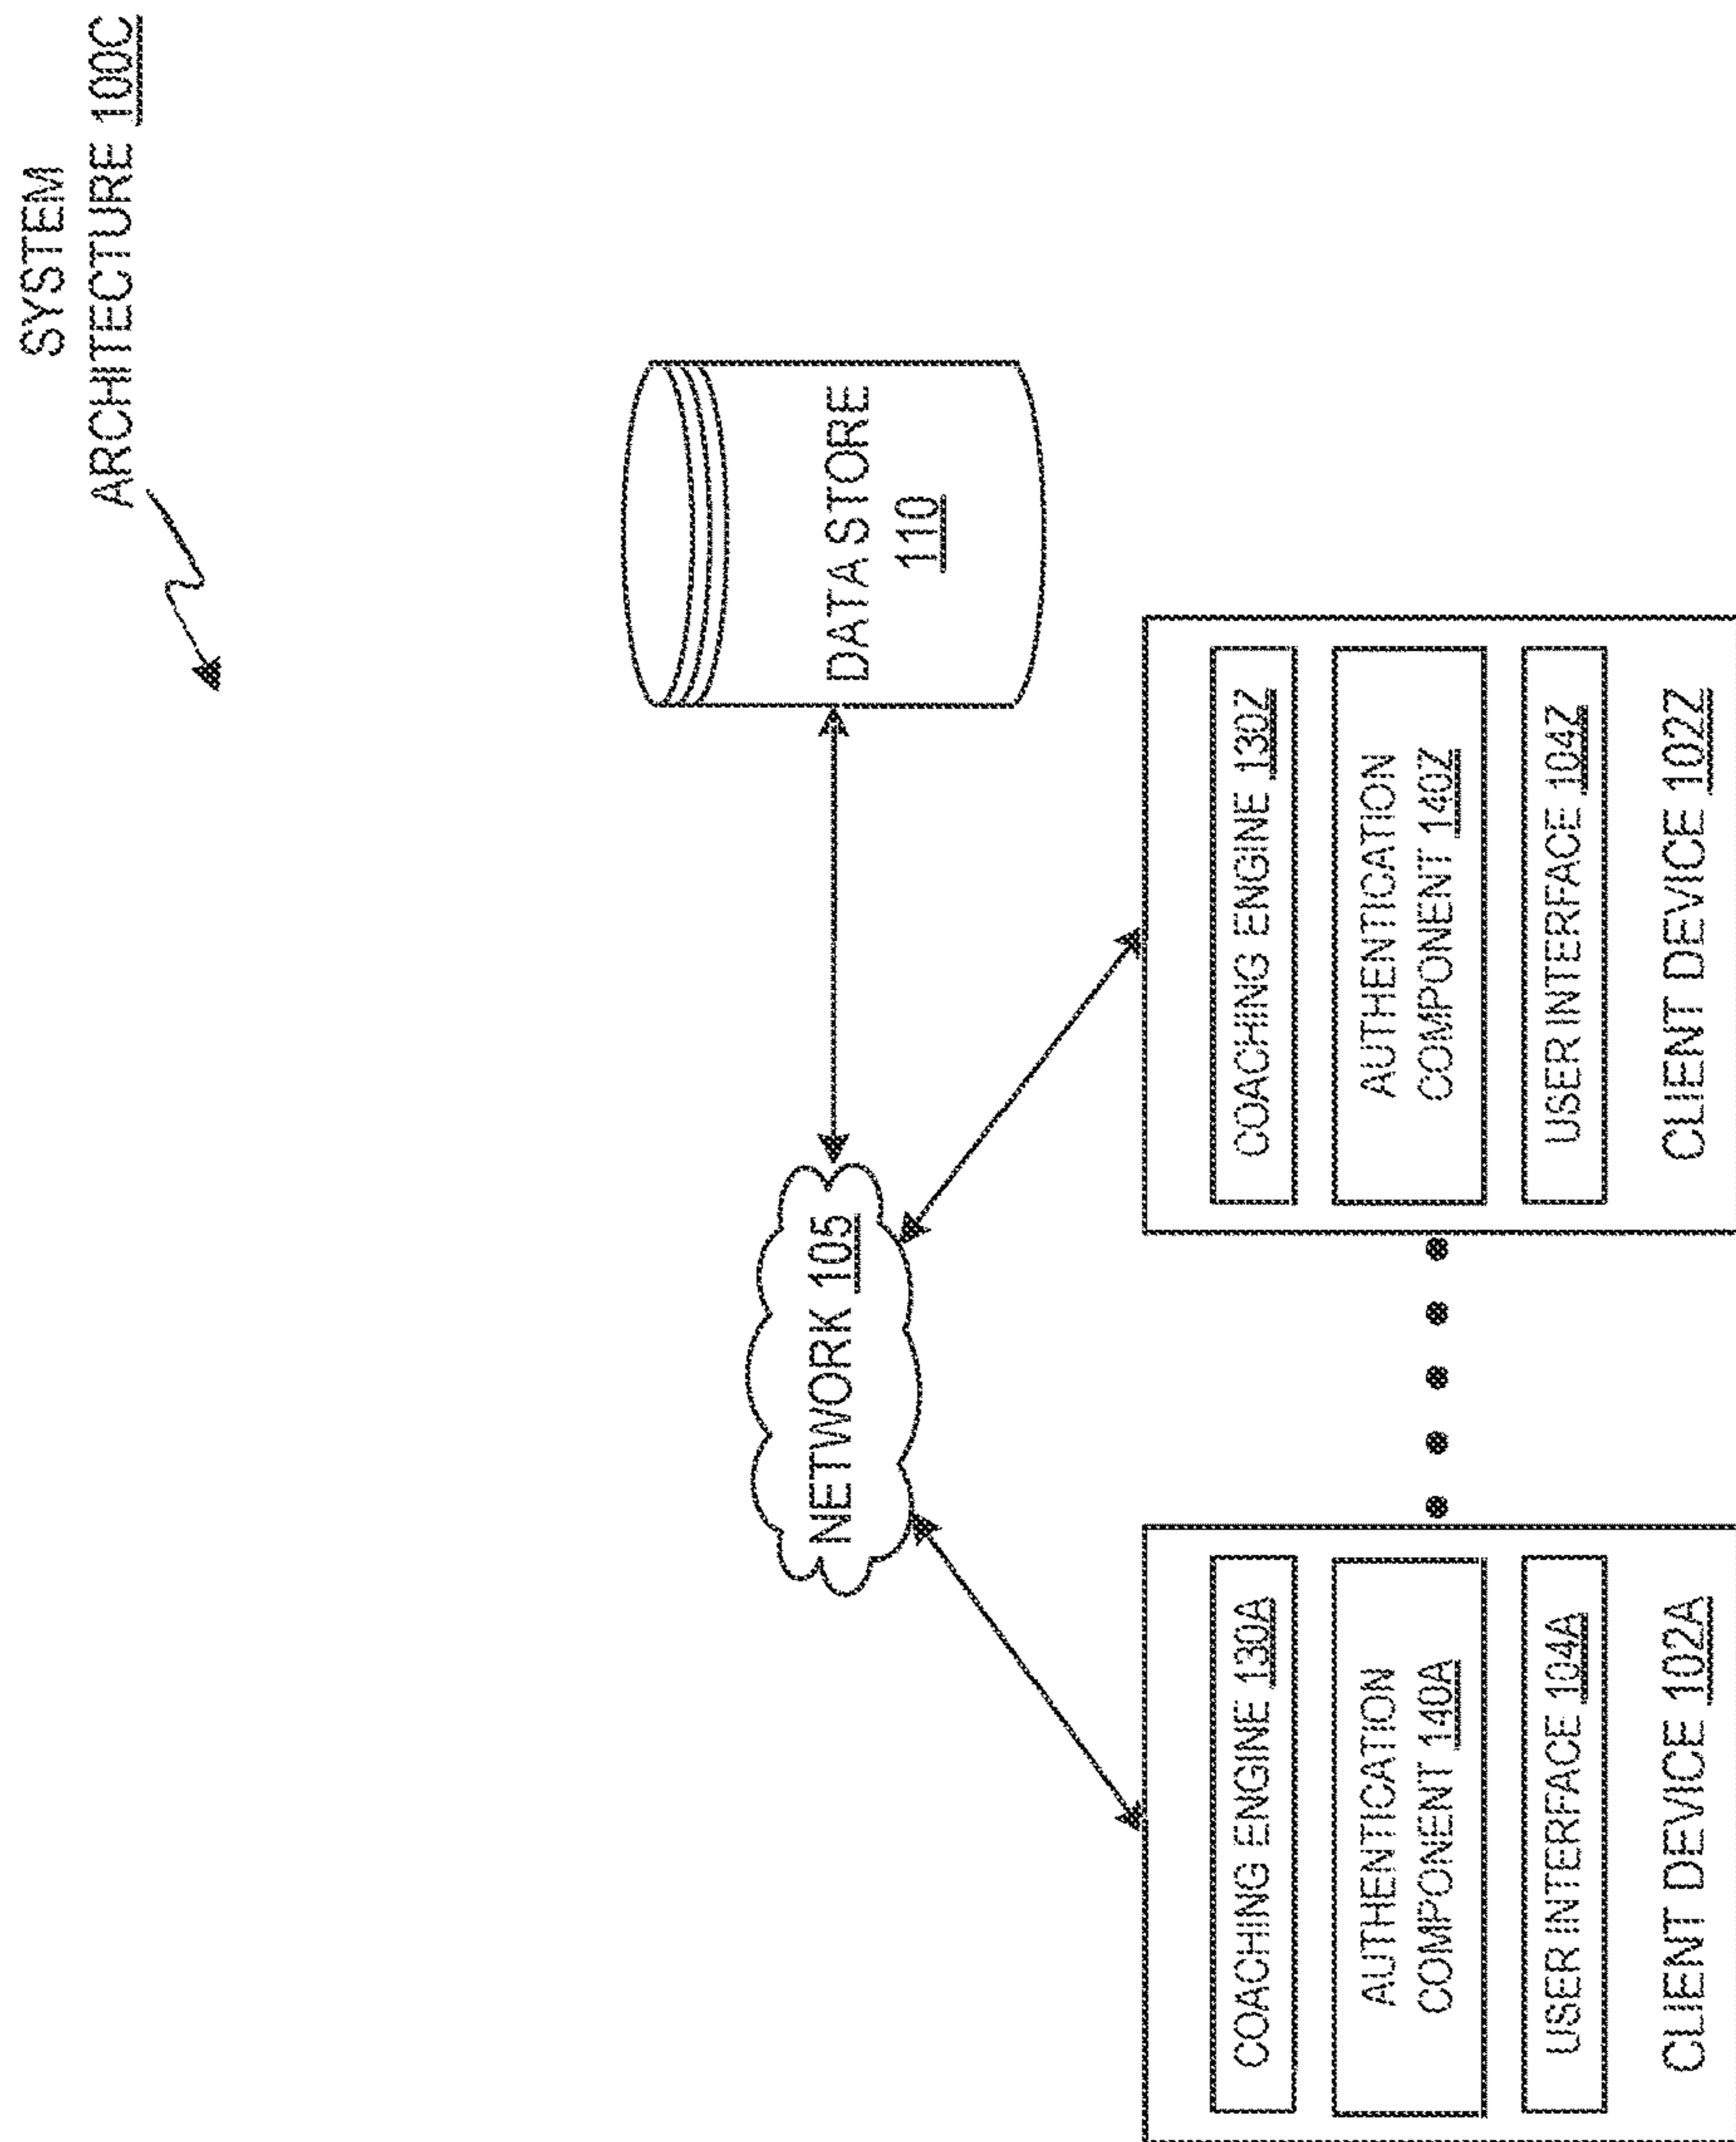 SYSTEM
ARCHITECTURE 100C
DATA STORE
110
NETWORK 105
COACHING ENGINE 130A
AUTHENTICATION
COMPONENT 140A
USER INTERFACE 104A
CLIENT DEVICE 102A
COACHING ENGINE 130Z
AUTHENTICATION
COMPONENT 140Z
USER INTERFACE 104Z
CLIENT DEVICE 102Z